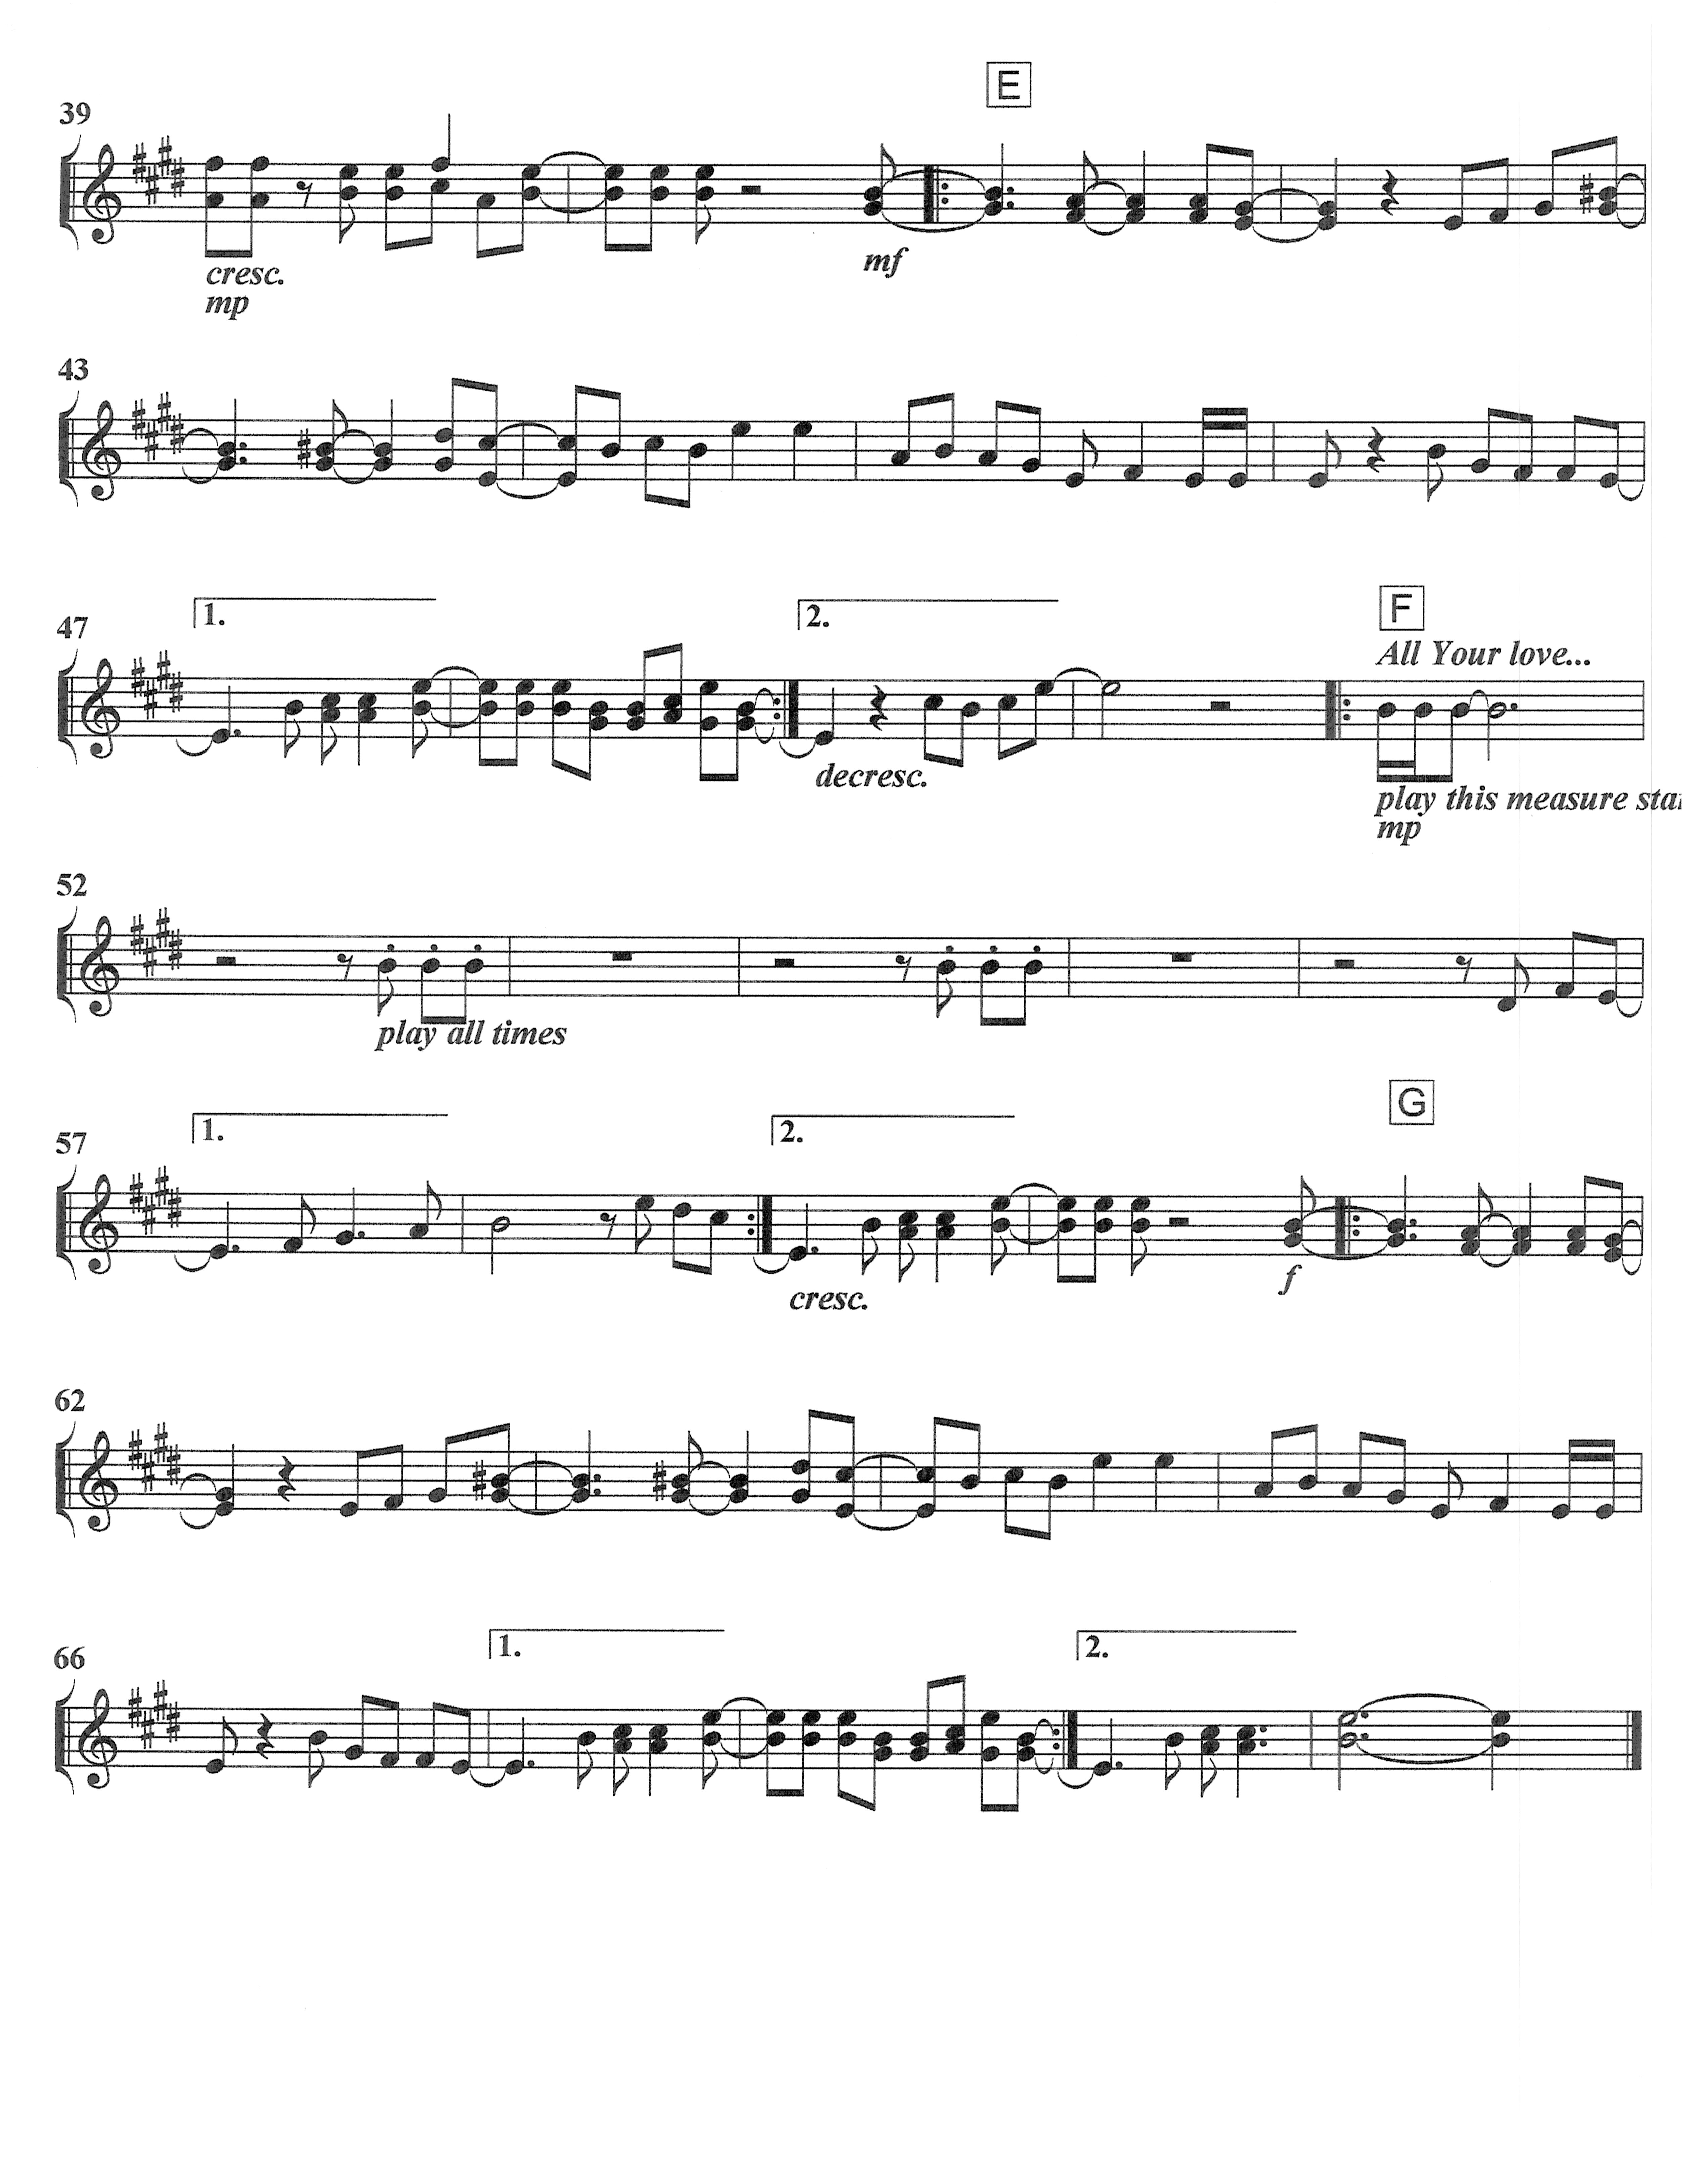 E
39
cresc.
mp
mf
43
1.
2.
F
47
All Your love...
decresc.
play this measure
mp
52
play all times
G
1.
2.
57
f
cresc.
62
1.
2.
66